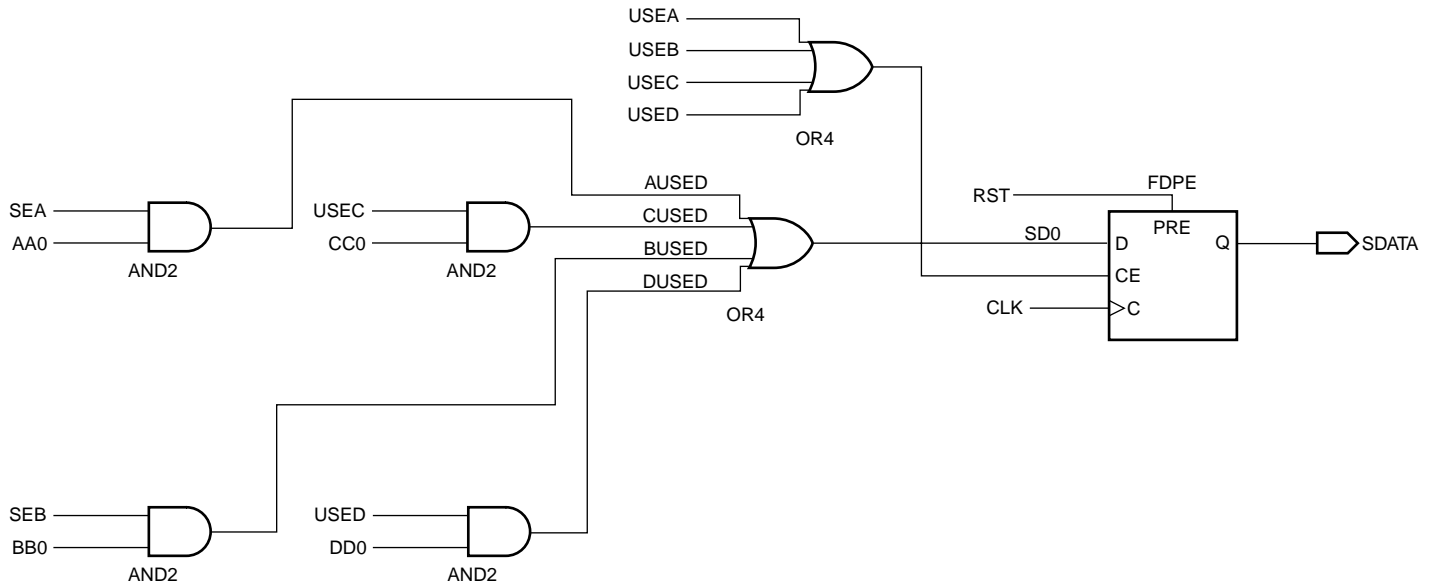 USEA
USEB
USEC
USED
OR4
AUSED
CUSED
BUSED
DUSED
OR4
SEA
AA0
AND2
USEC
CC0
AND2
SEB
BB0
AND2
USED
DD0
AND2
RST
FDPE
PRE
SD0
D
Q
CE
CLK
C
SDATA